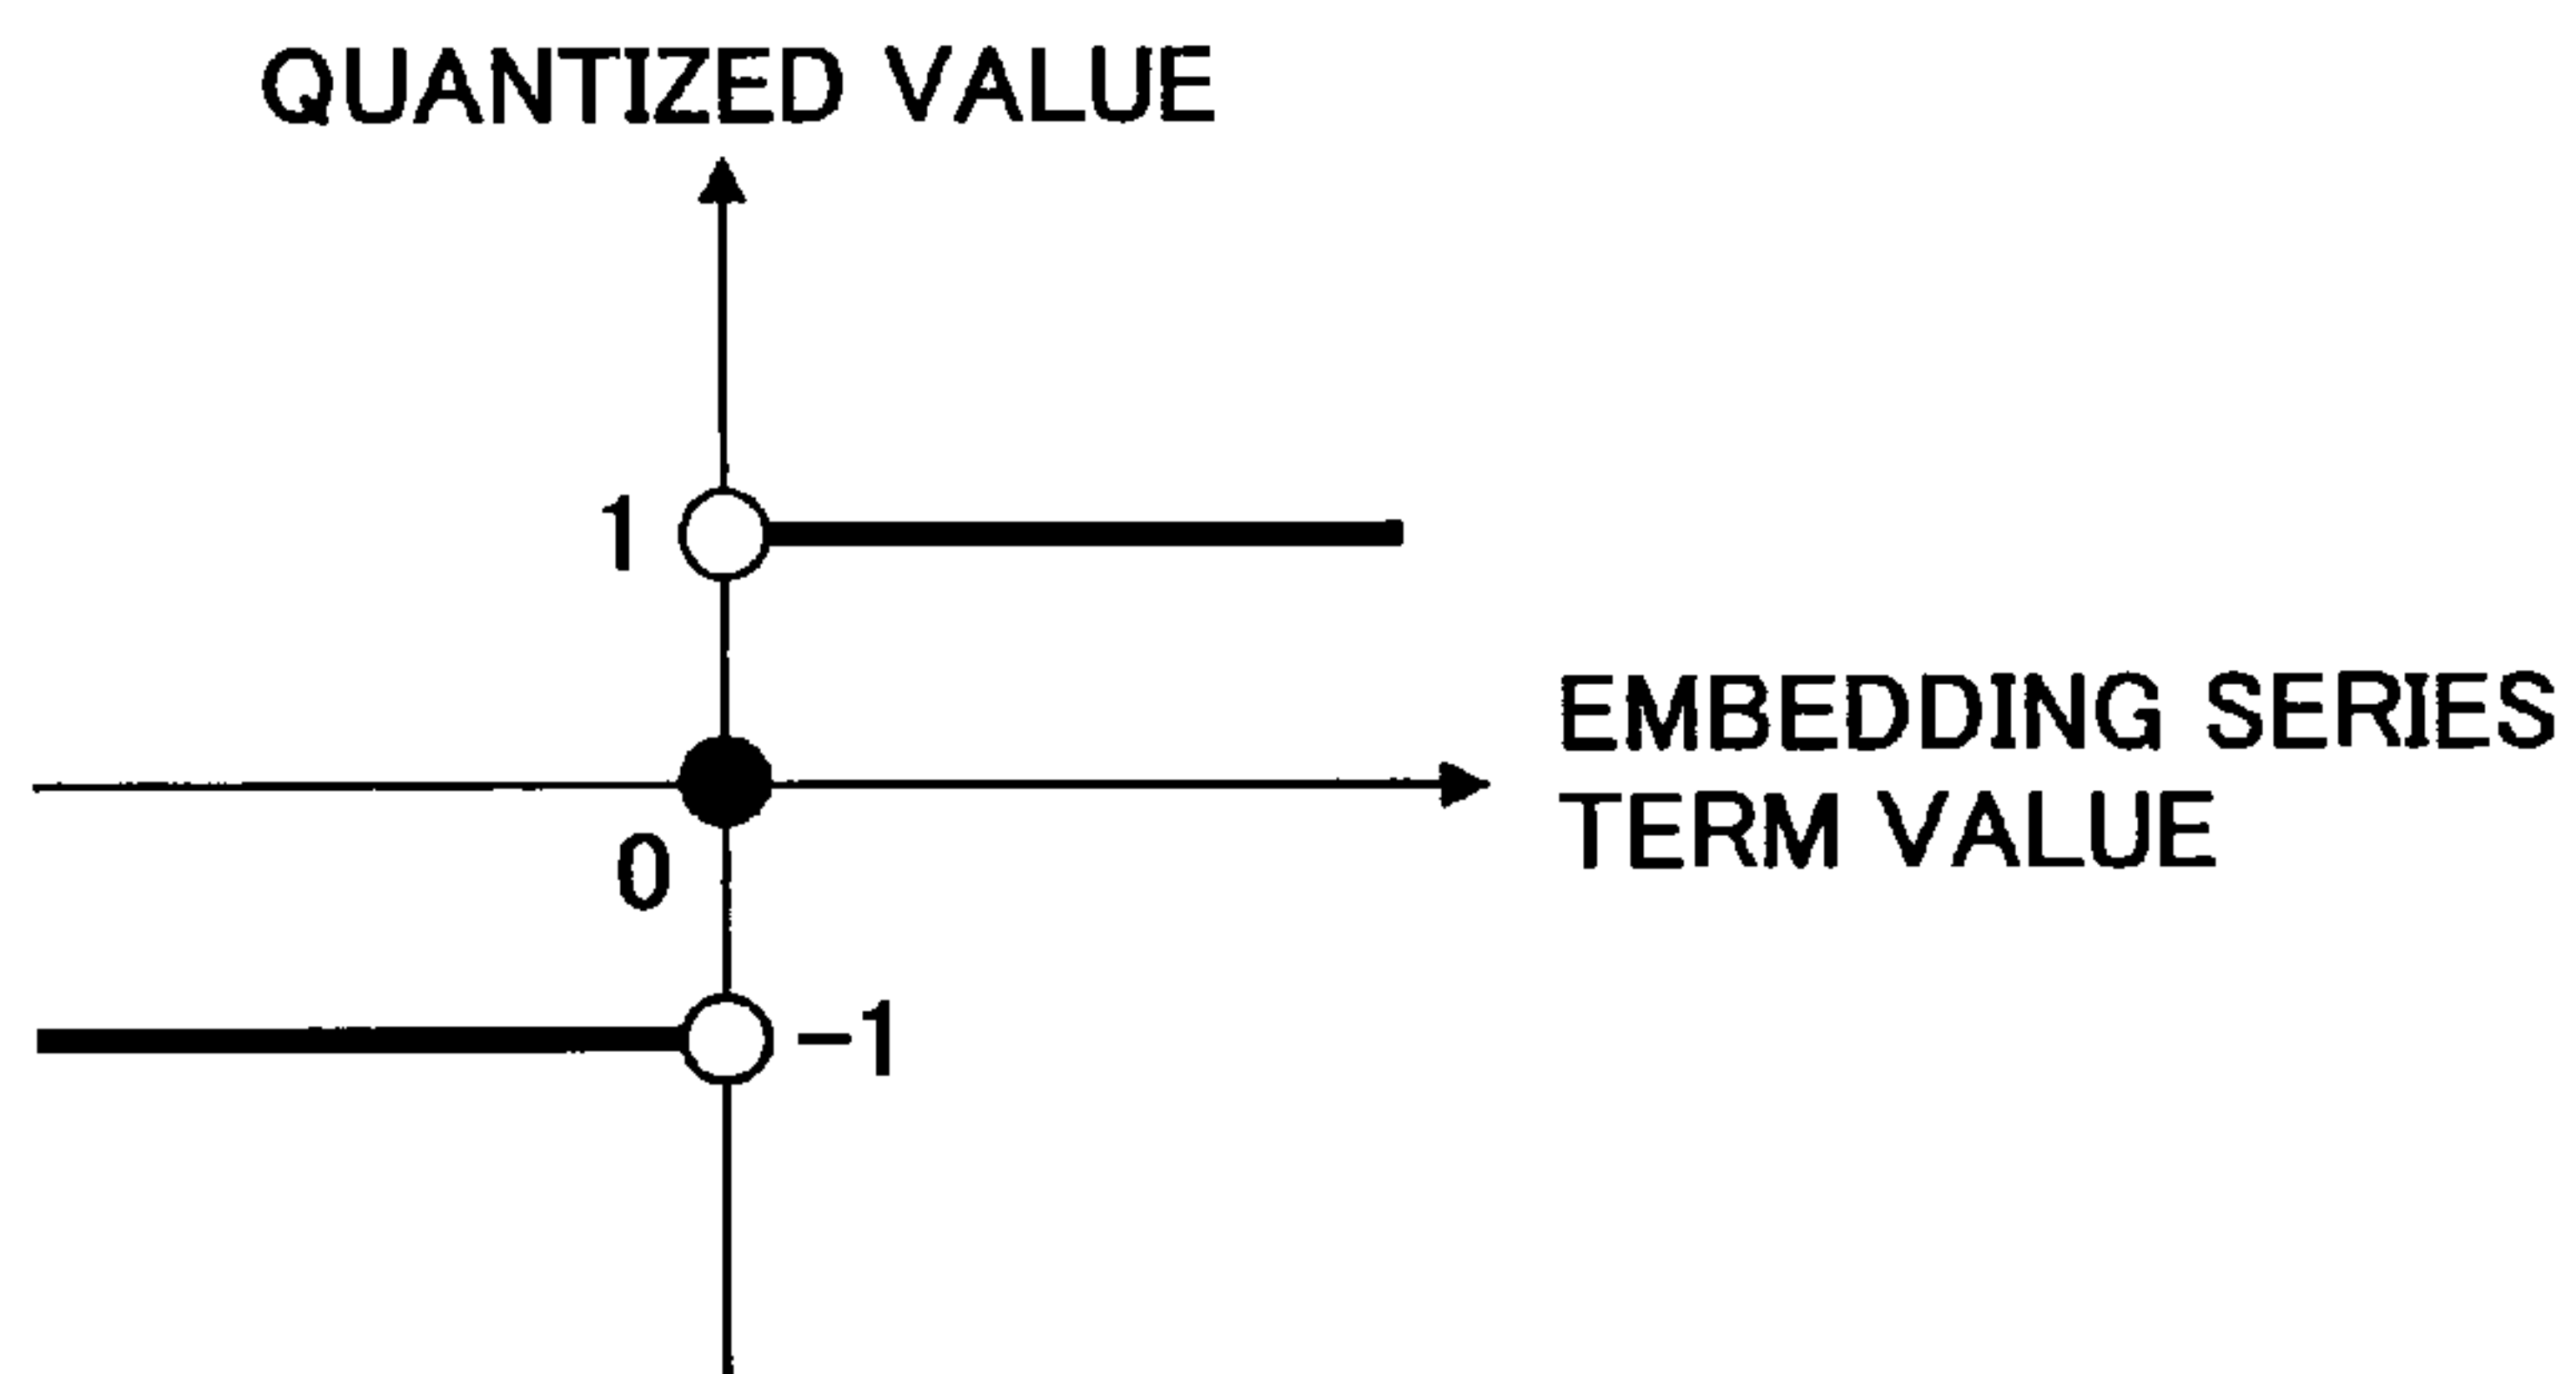 QUANTIZED VALUE
1
EMBEDDING SERIES
TERM VALUE
0
-1